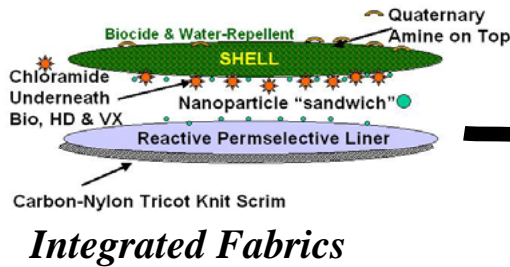 Biocide & Water-Repellent
Quaternary
Amine on Top
SHELL
Chloramide
Underneath
Bio, HD & VX
Nanoparticle “sandwich”
Reactive Permselective Liner
Carbon-Nylon Tricot Knit Scrim
Integrated Fabrics